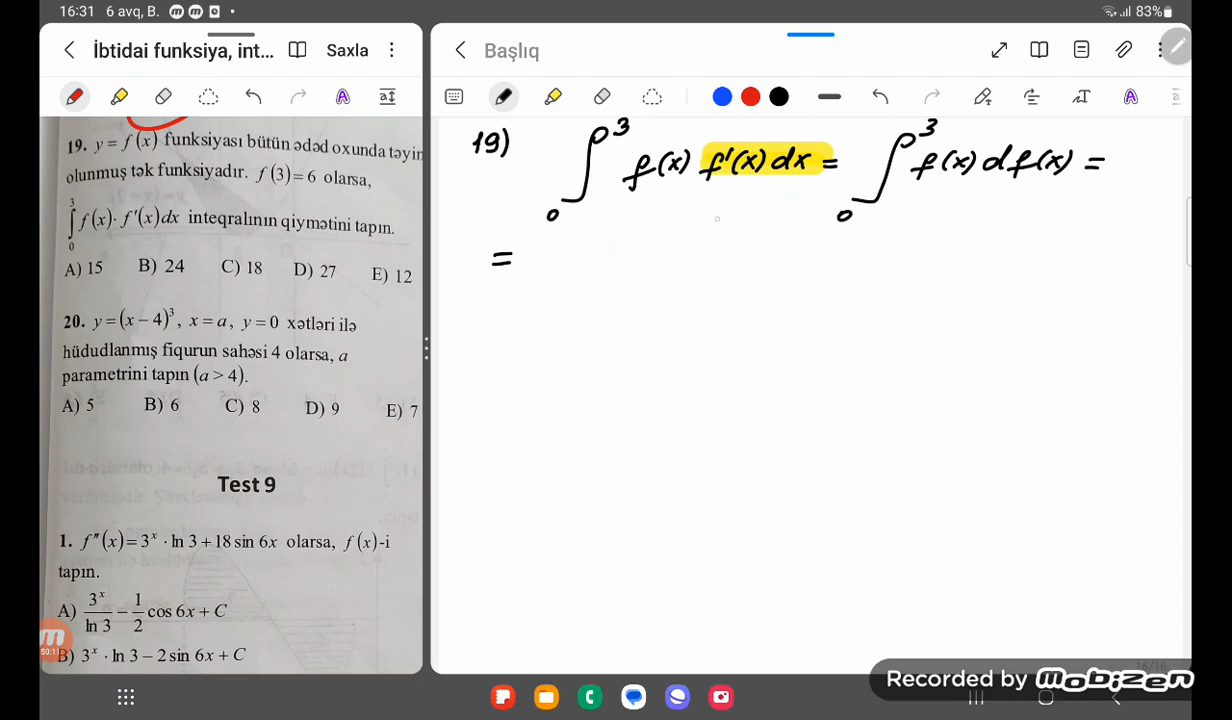 16:31 6 avq, B.
83%
İbtidai funksiya, int... Saxla
Başlıq
19. y = f(x) funksiyası bütün ədəd oxunda təyin
olunmuş tək funksiyadır. f(3) = 6 olarsa,
∫₀³ f(x)· f'(x)dx inteqralının qiymətini tapın.
A) 15 B) 24 C) 18 D) 27 E) 12
20. y = (x − 4)³, x = a, y = 0 xətləri ilə
hüdudlanmış fiqurun sahəsi 4 olarsa, a
parametrini tapın (a > 4).
A) 5 B) 6 C) 8 D) 9 E) 7
Test 9
1. f''(x) = 3ˣ · ln 3 + 18 sin 6x olarsa, f(x)-i
tapın.
A) 3ˣ/ln 3 − 1/2 cos 6x + C
B) 3ˣ · ln 3 − 2 sin 6x + C
19) ∫₀³ f(x) f'(x) dx = ∫₀³ f(x) d f(x) =
=
16/16
Recorded by mobizen